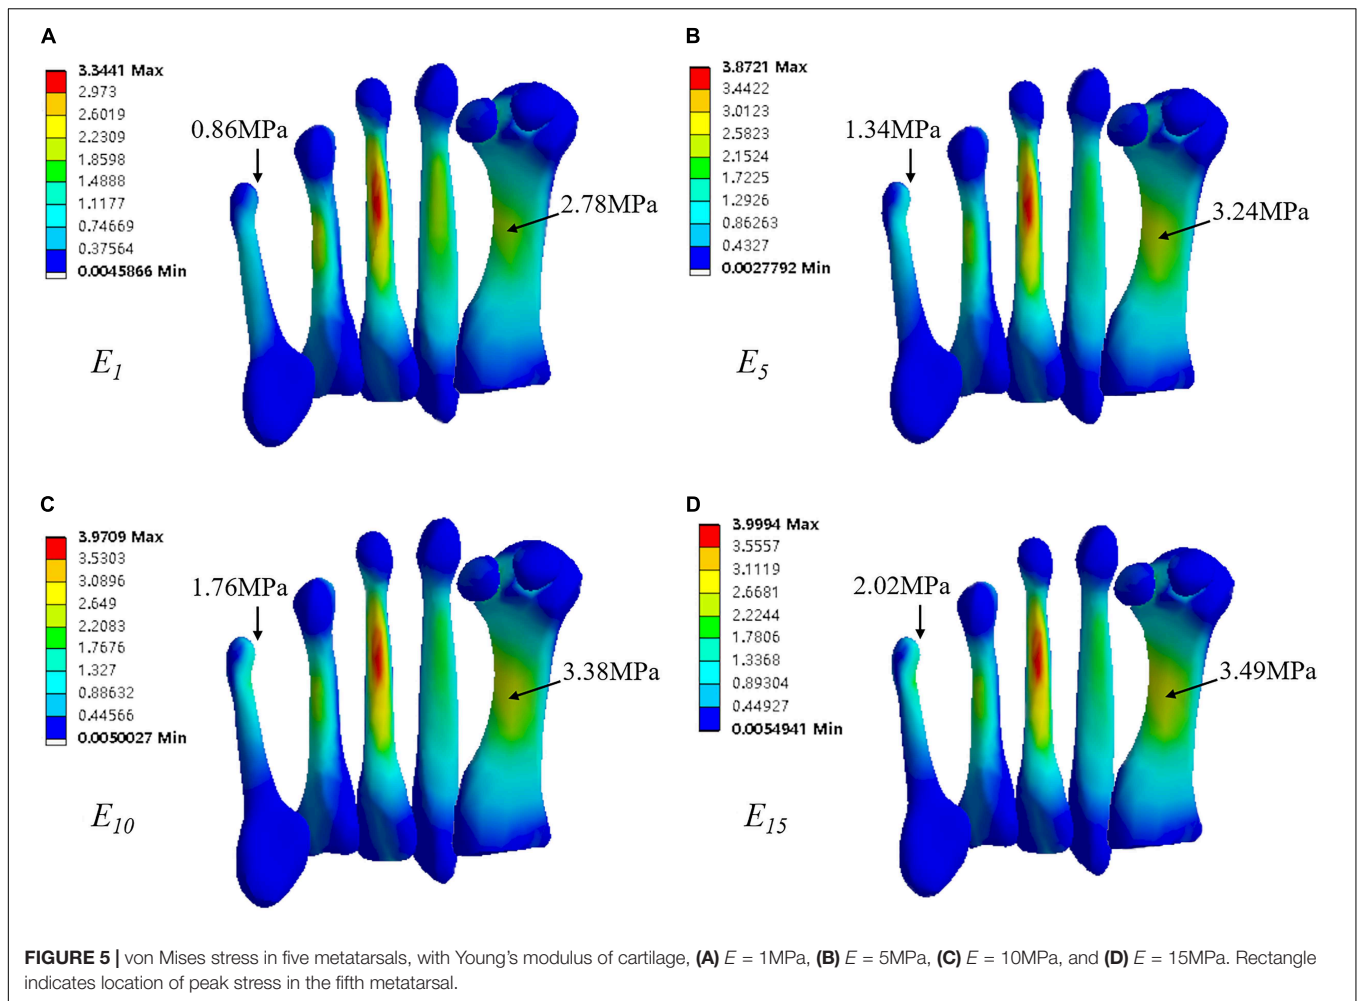 A
3.3441 Max
2.973
2.6019
2.2309
1.8598
1.4888
1.1177
0.74669
0.37564
0.0045866 Min
0.86MPa
2.78MPa
E1
B
3.8721 Max
3.4422
3.0123
2.5823
2.1524
1.7225
1.2926
0.86263
0.4327
0.0027792 Min
1.34MPa
3.24MPa
E5
C
3.9709 Max
3.5303
3.0896
2.649
2.2083
1.7676
1.327
0.88632
0.44566
0.0050027 Min
1.76MPa
3.38MPa
E10
D
3.9994 Max
3.5557
3.1119
2.6681
2.2244
1.7806
1.3368
0.89304
0.44927
0.0054941 Min
2.02MPa
3.49MPa
E15
FIGURE 5 | von Mises stress in five metatarsals, with Young's modulus of cartilage, (A) E = 1MPa, (B) E = 5MPa, (C) E = 10MPa, and (D) E = 15MPa. Rectangle
indicates location of peak stress in the fifth metatarsal.